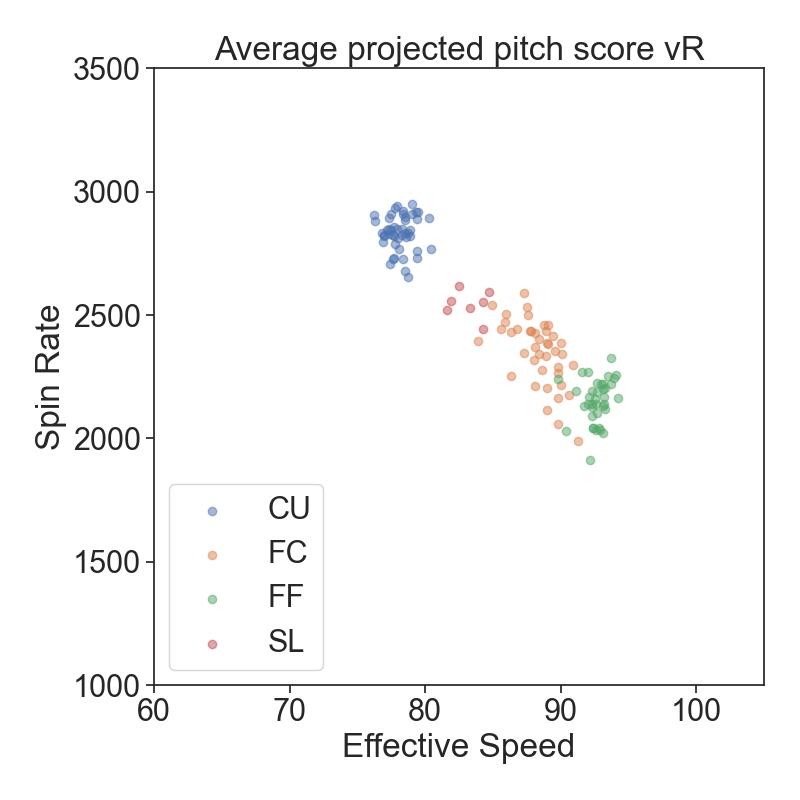 Average projected pitch score vR
3500
3000
2500
2000
1500
1000
Spin Rate
CU
FC
FF
SL
60 70 80 90 100
Effective Speed